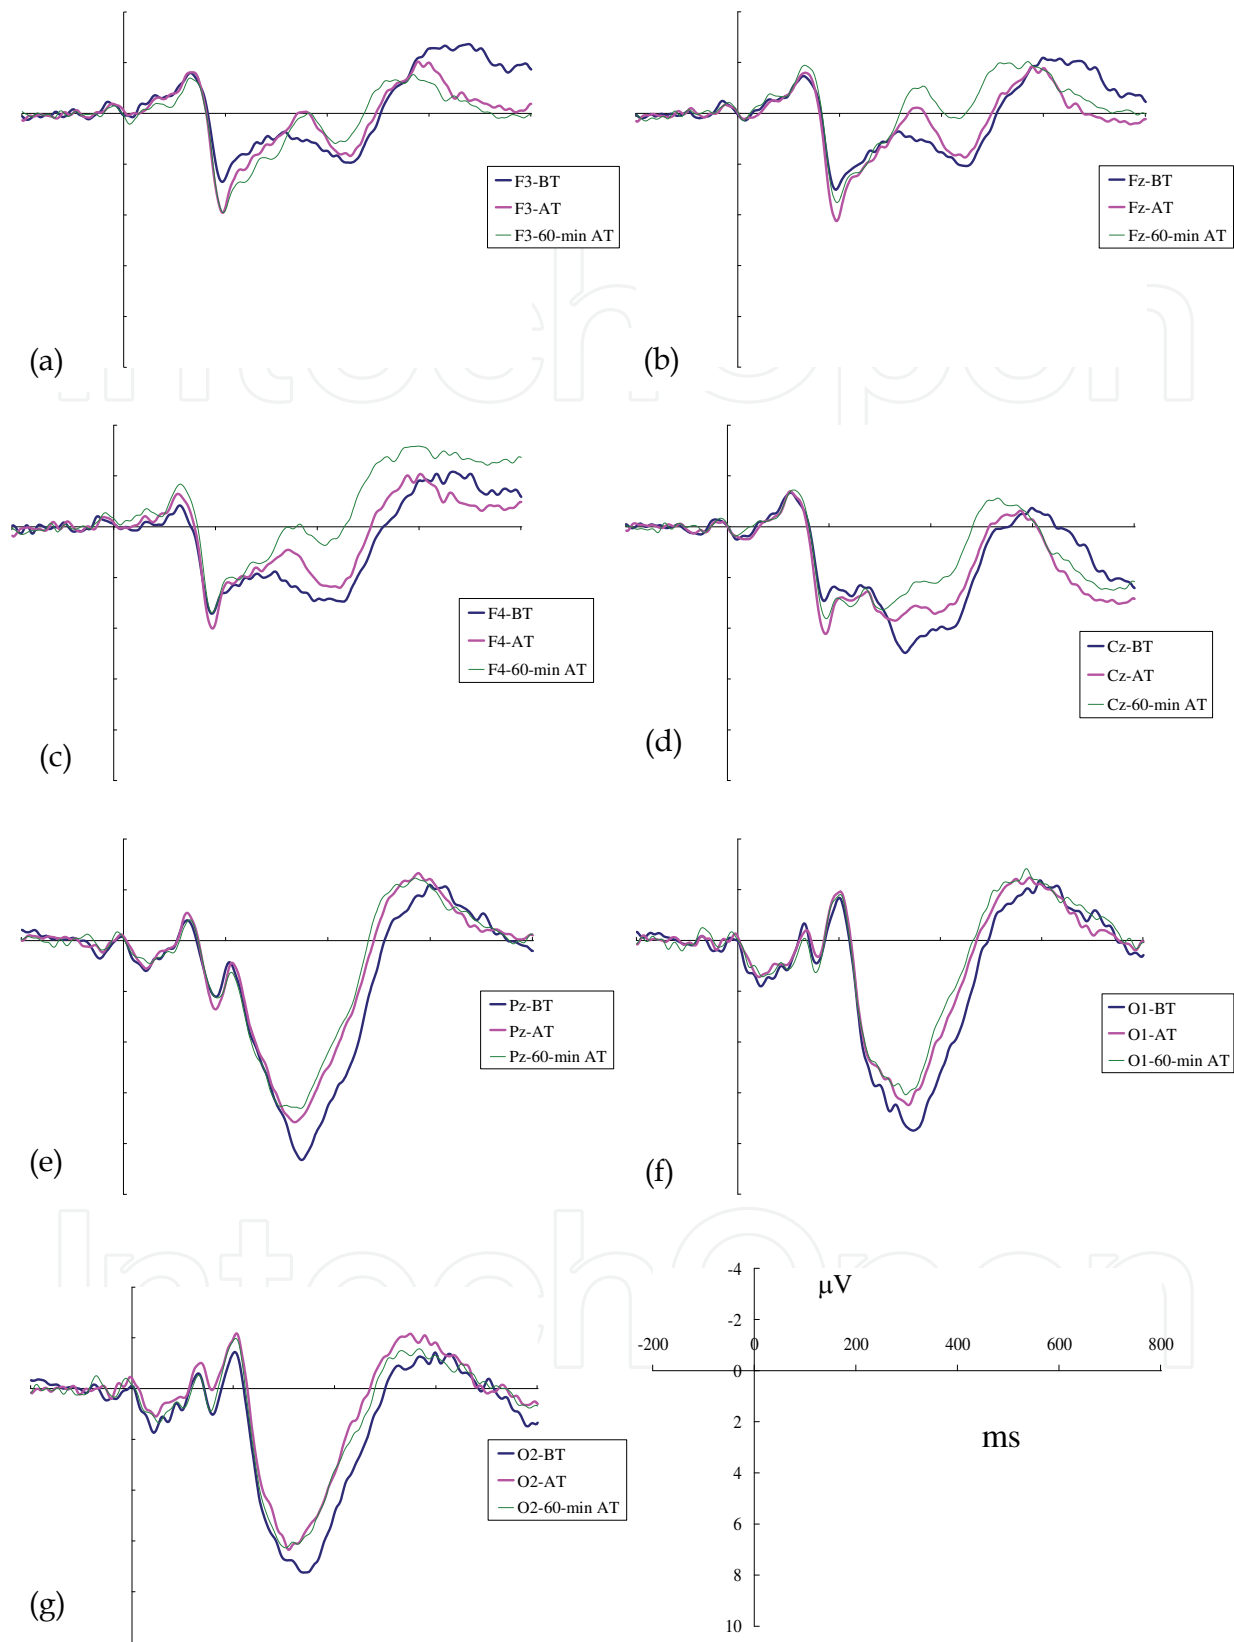 F3-BT
F3-AT
F3-60-min AT
(a)
Fz-BT
Fz-AT
Fz-60-min AT
(b)
F4-BT
F4-AT
F4-60-min AT
(c)
Cz-BT
Cz-AT
Cz-60-min AT
(d)
Pz-BT
Pz-AT
Pz-60-min AT
(e)
O1-BT
O1-AT
O1-60-min AT
(f)
O2-BT
O2-AT
O2-60-min AT
(g)
-4
μV
-2
-200 0 200 400 600 800
0
2
ms
4
6
8
10
IntechOpen
IntechOpen